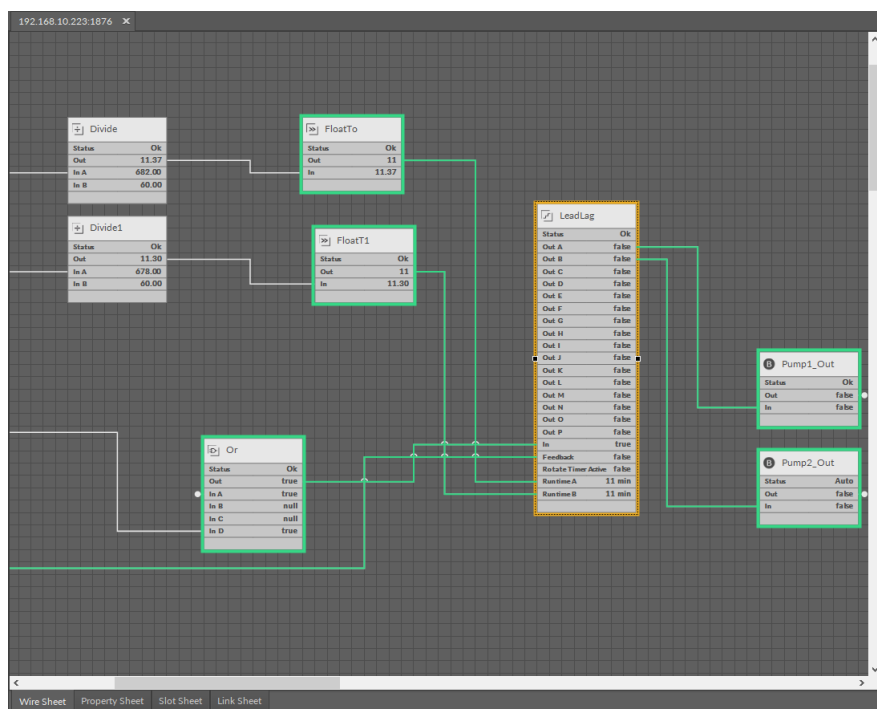 192.168.10.223:1876 ×
Divide
Status Ok
Out 11.37
In A 682.00
In B 60.00
FloatTo
Status Ok
Out 11
In 11.37
Divide1
Status Ok
Out 11.30
In A 678.00
In B 60.00
FloatT1
Status Ok
Out 11
In 11.30
LeadLag
Status Ok
Out A false
Out B false
Out C false
Out D false
Out E false
Out F false
Out G false
Out H false
Out I false
Out J false
Out K false
Out L false
Out M false
Out N false
Out O false
Out P false
In true
Feedback false
Rotate Timer Active false
Runtime A 11 min
Runtime B 11 min
B Pump1_Out
Status Ok
Out false
In false
Or
Status Ok
Out true
In A true
In B null
In C null
In D true
B Pump2_Out
Status Auto
Out false
In false
Wire Sheet Property Sheet Slot Sheet Link Sheet